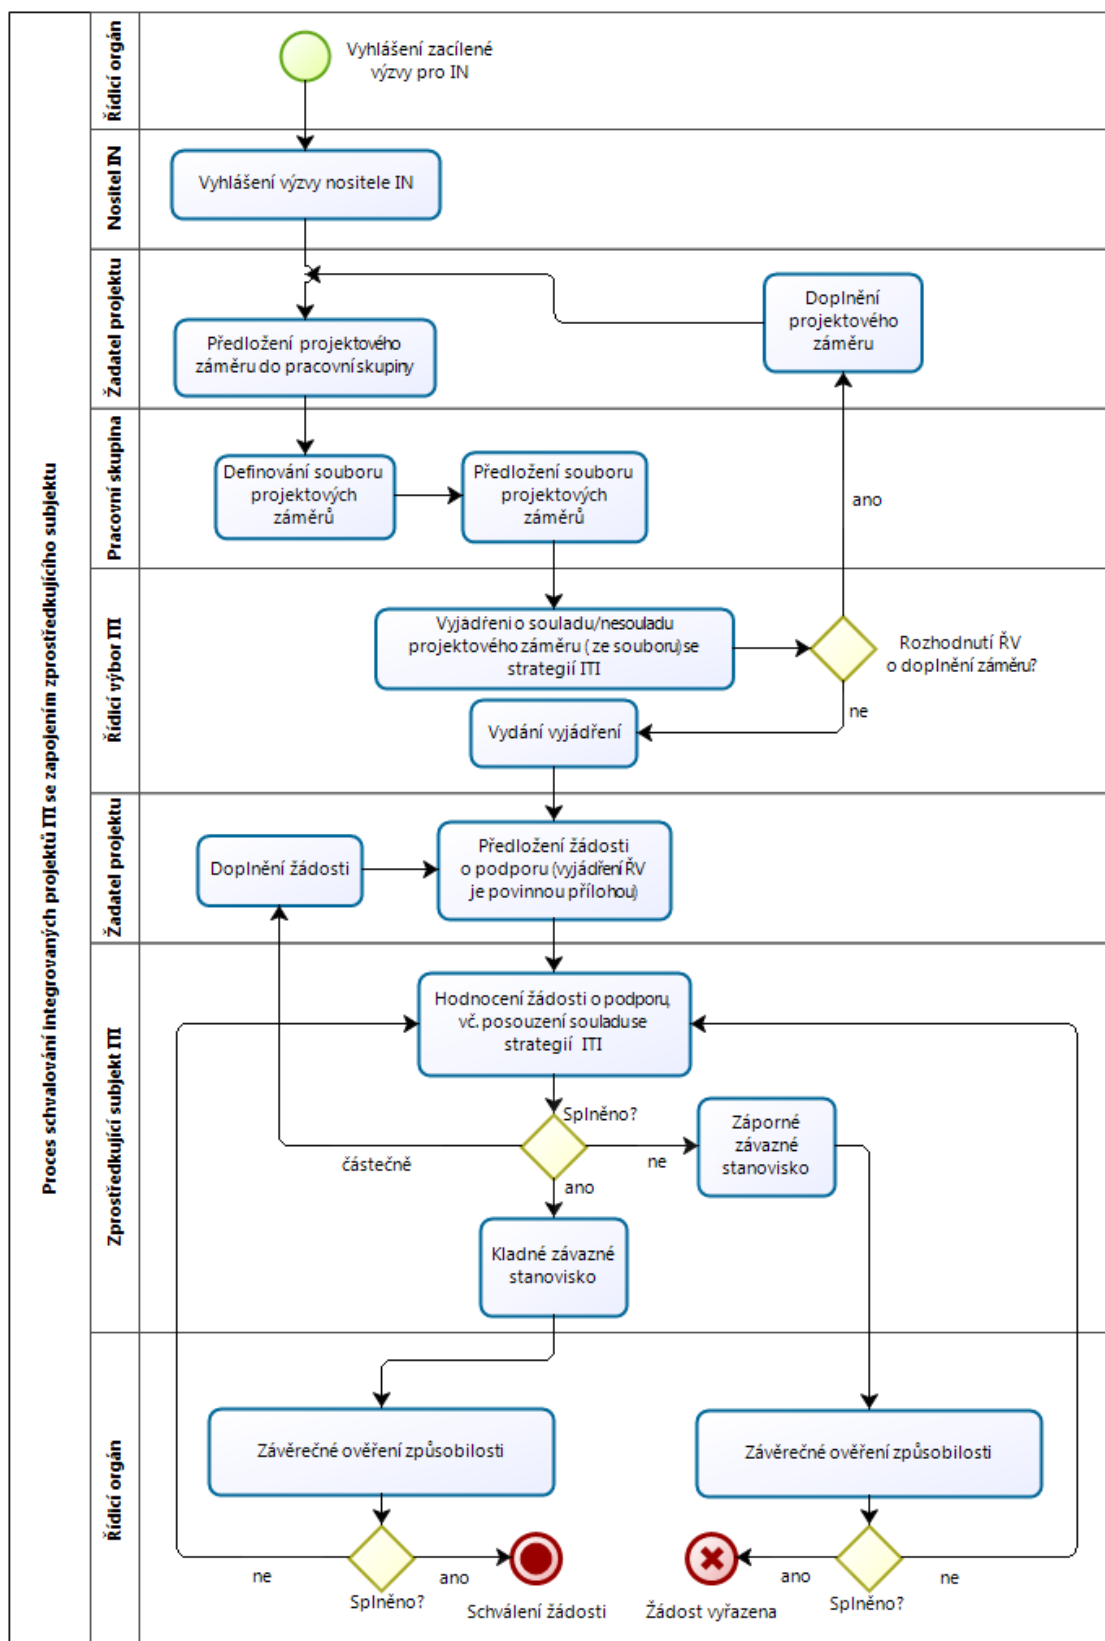 Proces schvalování integrovaných projektů ITI se zapojením zprostředkujícího subjektu
Řídicí orgán
Vyhlášení zacílené
výzvy pro IN
Nositel IN
Vyhlášení výzvy nositele IN
Žadatel projektu
Předložení projektového
záměru do pracovní skupiny
Doplnění
projektového
záměru
Pracovní skupina
Definování souboru
projektových
záměrů
Předložení souboru
projektových
záměrů
ano
Řídicí výbor ITI
Vyjádření o souladu/nesouladu
projektového záměru ( ze souboru) se
strategií ITI
Rozhodnutí ŘV
o doplnění záměru?
ne
Vydání vyjádření
Žadatel projektu
Doplnění žádosti
Předložení žádosti
o podporu (vyjádření ŘV
je povinnou přílohou)
Zprostředkující subjekt ITI
Hodnocení žádosti o podporu,
vč. posouzení souladu se
strategií ITI
Splněno?
částečně
ne
ano
Záporné
závazné
stanovisko
Kladné závazné
stanovisko
Řídicí orgán
Závěrečné ověření způsobilosti
Závěrečné ověření způsobilosti
ne
ano
Splněno?
Schválení žádosti
Žádost vyřazena
ano
ne
Splněno?